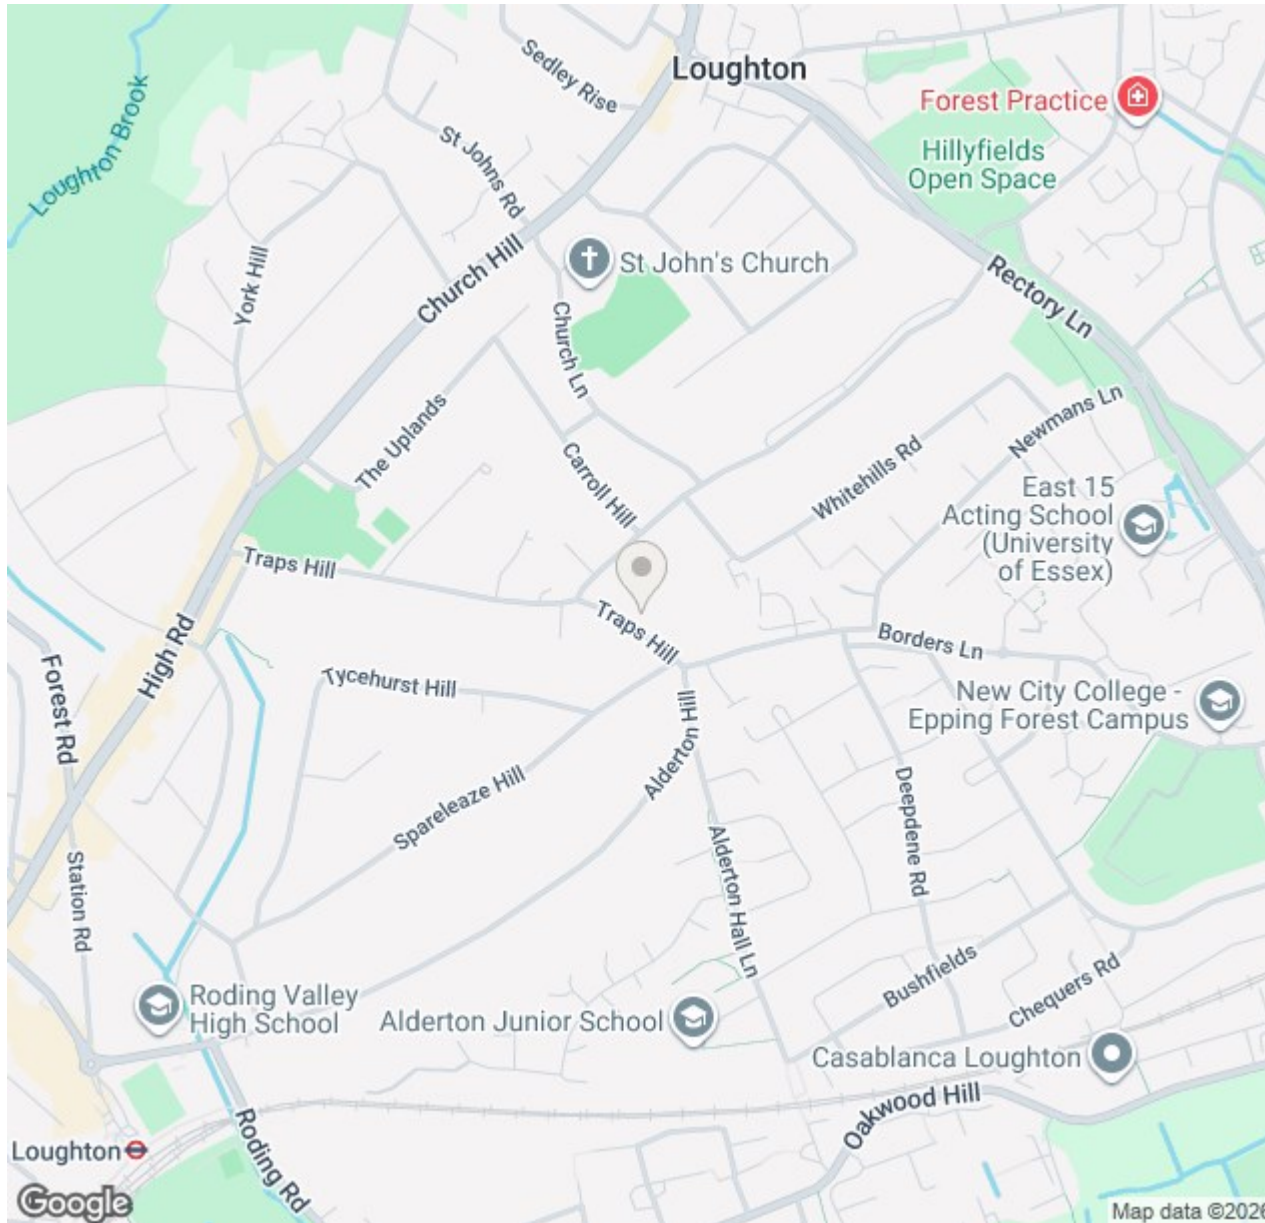 Loughton
Sedley Rise
Forest Practice
Loughton Brook
St Johns Rd
Hillyfields
Open Space
Church Hill
St John's Church
York Hill
Rectory Ln
Church Ln
The Uplands
Newmans Ln
Carroll Hill
Whitehills Rd
East 15
Acting School
(University
of Essex)
Traps Hill
Traps Hill
High Rd
Borders Ln
Forest Rd
Tycehurst Hill
New City College -
Epping Forest Campus
Alderton Hill
Spareleaze Hill
Deepdene Rd
Station Rd
Alderton Hall Ln
Bushfields
Chequers Rd
Roding Valley
High School
Alderton Junior School
Casablanca Loughton
Oakwood Hill
Loughton
Roding Rd
Google
Map data ©2026